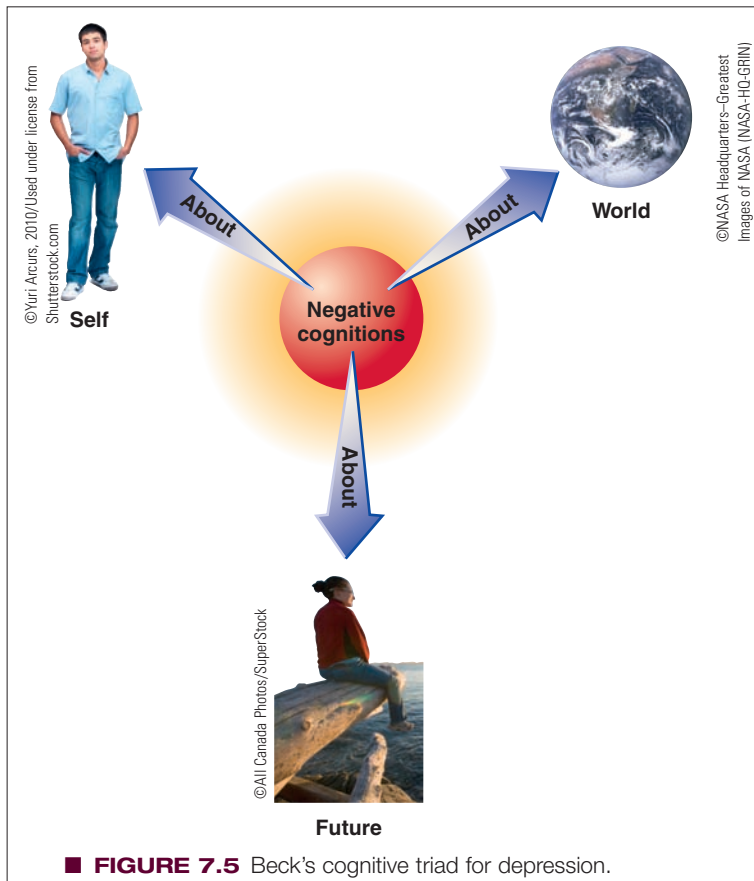 ©Yuri Arcurs, 2010/Used under license from
Shutterstock.com
Self
About
About
World
©NASA Headquarters–Greatest
Images of NASA (NASA-HQ-GRIN)
Negative
cognitions
About
©All Canada Photos/SuperStock
Future
■ FIGURE 7.5 Beck's cognitive triad for depression.